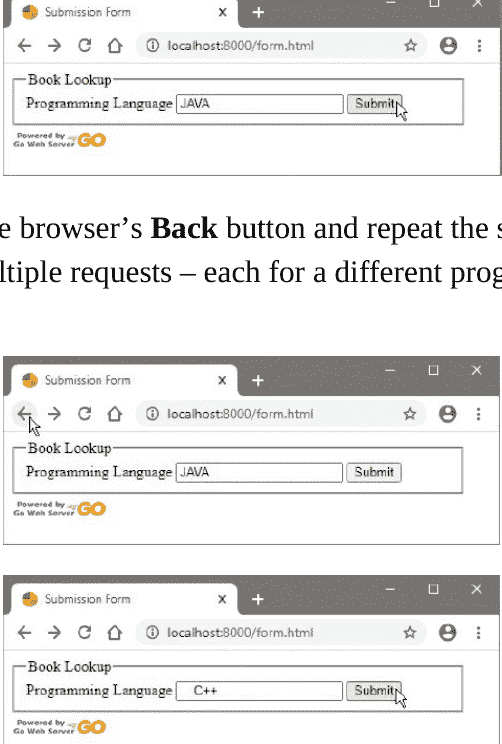 Submission Form x +
localhost:8000/form.html
Book Lookup
Programming Language JAVA Submit
Powered by
Go Web Server GO
e browser’s Back button and repeat the s
ltiple requests – each for a different prog
Submission Form x +
localhost:8000/form.html
Book Lookup
Programming Language JAVA Submit
Powered by
Go Web Server GO
Submission Form x +
localhost:8000/form.html
Book Lookup
Programming Language C++ Submit
Powered by
Go Web Server GO